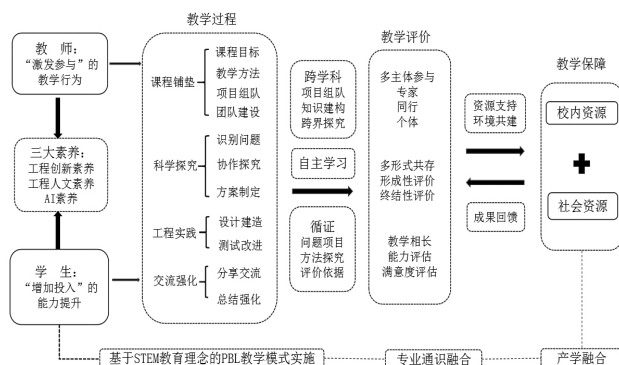 教学过程
教学评价
教学保障
教　师：
“激发参与”的
教学行为
三大素养：
工程创新素养
工程人文素养
AI素养
学　生：
“增加投入”的
能力提升
课程铺垫
课程目标
教学方法
项目组队
团队建设
科学探究
识别问题
协作探究
方案制定
工程实践
设计建造
测试改进
交流强化
分享交流
总结强化
跨学科
项目组队
知识建构
跨界探究
自主学习
循证
问题项目
方法探究
评价依据
多主体参与
专家
同行
个体
多形式共存
形成性评价
终结性评价
教学相长
能力评估
满意度评估
资源支持
环境共建
成果回馈
校内资源
社会资源
基于STEM教育理念的PBL教学模式实施
专业通识融合
产学融合